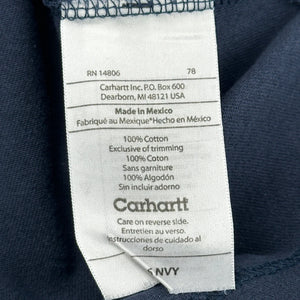 RN 14806 78
Carhartt Inc. P.O. Box 600
Dearborn, MI 48121 USA
Made in Mexico
Fabriqué au Mexique*Hecho en México
100% Cotton
Exclusive of trimming
100% Coton
Sans garniture
100% Algodón
Sin incluir adorno
Carhartt
Care on reverse side.
Entretien au verso.
Instrucciones de cuidado al
dorso
NVY